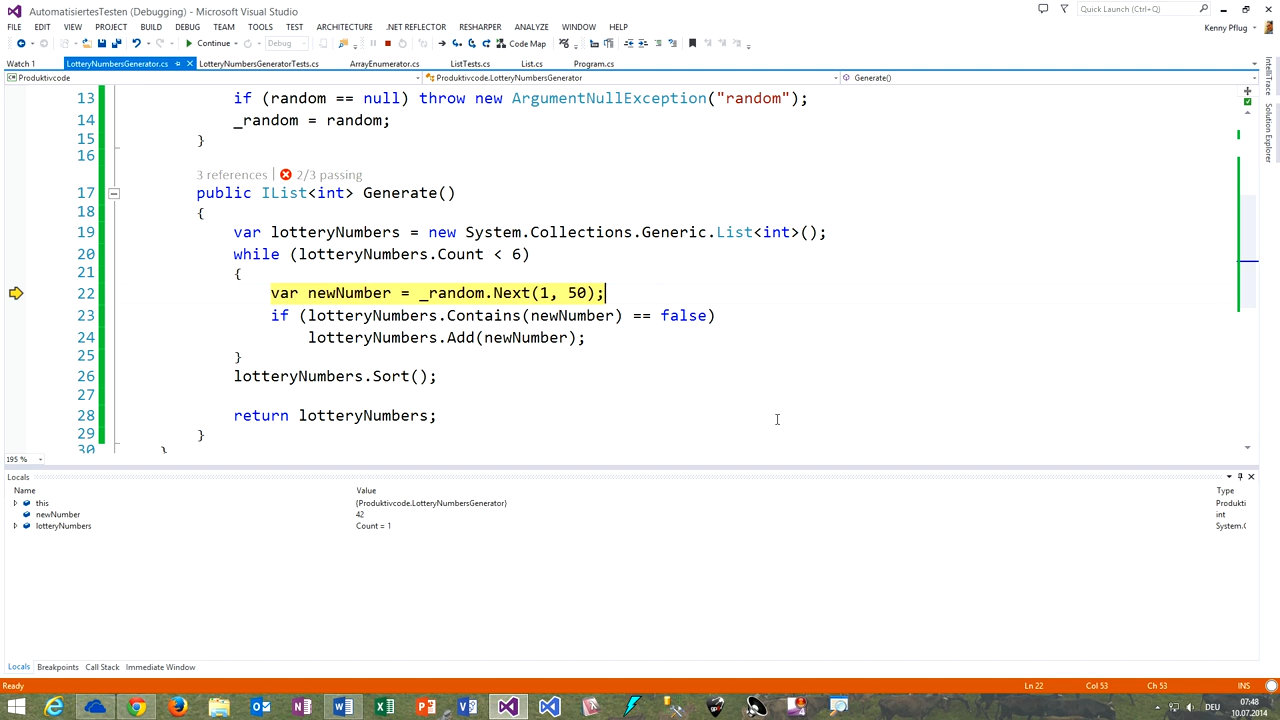 AutomatisiertesTesten (Debugging) - Microsoft Visual Studio
Quick Launch (Ctrl+Q)
FILE EDIT VIEW PROJECT BUILD DEBUG TEAM TOOLS TEST ARCHITECTURE .NET REFLECTOR RESHARPER ANALYZE WINDOW HELP
Kenny Pflug
Continue Debug Code Map
Watch 1 LotteryNumbersGenerator.cs LotteryNumbersGeneratorTests.cs ArrayEnumerator.cs ListTests.cs List.cs Program.cs
Produktivcode Produktivcode.LotteryNumbersGenerator Generate()
IntelliTrace
Solution Explorer
13 if (random == null) throw new ArgumentNullException("random");
14 _random = random;
15 }
16
3 references | 2/3 passing
17 public IList<int> Generate()
18 {
19 var lotteryNumbers = new System.Collections.Generic.List<int>();
20 while (lotteryNumbers.Count < 6)
21 {
22 var newNumber = _random.Next(1, 50);
23 if (lotteryNumbers.Contains(newNumber) == false)
24 lotteryNumbers.Add(newNumber);
25 }
26 lotteryNumbers.Sort();
27
28 return lotteryNumbers;
29 }
30 }
195 %
Locals
Name Value Type
this {Produktivcode.LotteryNumbersGenerator} Produkti
newNumber 42 int
lotteryNumbers Count = 1 System.C
Locals Breakpoints Call Stack Immediate Window
Ready Ln 22 Col 53 Ch 53 INS
DEU 07:48
10.07.2014